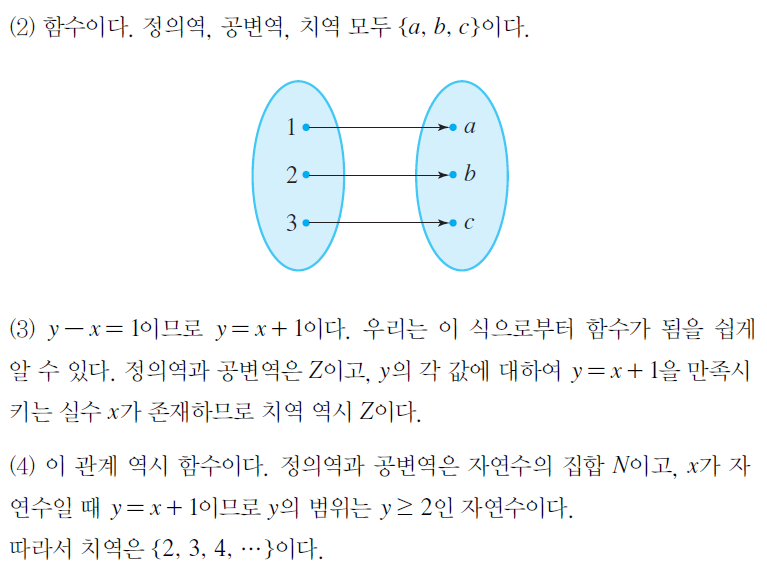 (2) 함수이다. 정의역, 공변역, 치역 모두 {a, b, c}이다.
1 a
2 b
3 c
(3) y－x＝1이므로 y＝x＋1이다. 우리는 이 식으로부터 함수가 됨을 쉽게
알 수 있다. 정의역과 공변역은 Z이고, y의 각 값에 대하여 y＝x＋1을 만족시
키는 실수 x가 존재하므로 치역 역시 Z이다.
(4) 이 관계 역시 함수이다. 정의역과 공변역은 자연수의 집합 N이고, x가 자
연수일 때 y＝x＋1이므로 y의 범위는 y≥2인 자연수이다.
따라서 치역은 {2, 3, 4, …}이다.